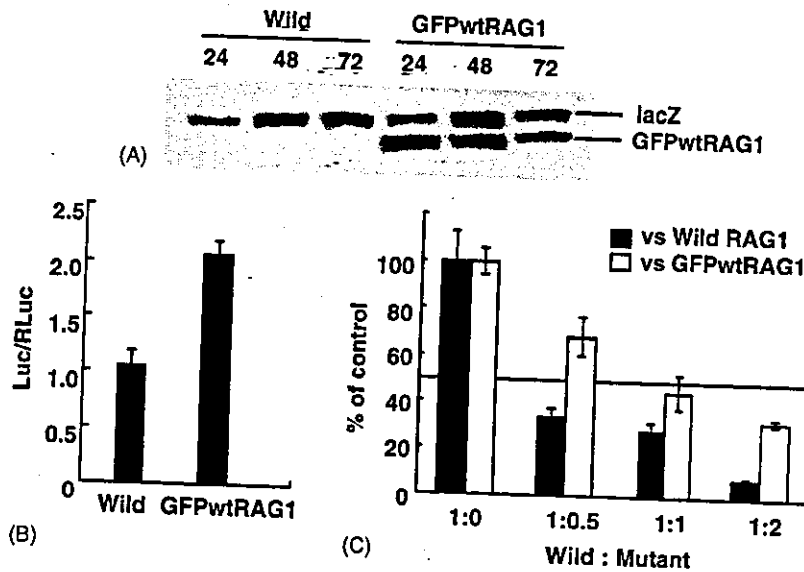 Wild GFPwtRAG1
24 48 72 24 48 72
lacZ
GFPwtRAG1
(A)
2.5
2.0
1.5
1.0
0.5
0
Luc/RLuc
Wild GFPwtRAG1
(B)
vs Wild RAG1
vs GFPwtRAG1
100
80
60
40
20
0
% of control
1:0 1:0.5 1:1 1:2
Wild : Mutant
(C)